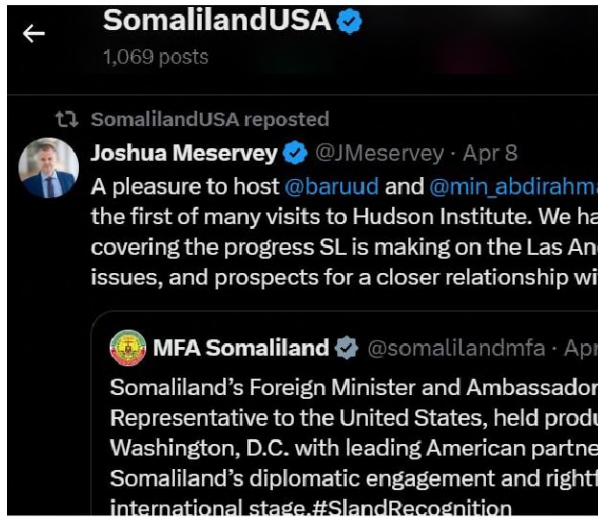 SomalilandUSA
1,069 posts
SomalilandUSA reposted
Joshua Meservey @JMeservey · Apr 8
A pleasure to host @baruud and @min_abdirahma
the first of many visits to Hudson Institute. We ha
covering the progress SL is making on the Las An
issues, and prospects for a closer relationship wi
MFA Somaliland @somalilandmfa · Apr
Somaliland's Foreign Minister and Ambassador
Representative to the United States, held produ
Washington, D.C. with leading American partne
Somaliland's diplomatic engagement and rightf
international stage.#SlandRecognition